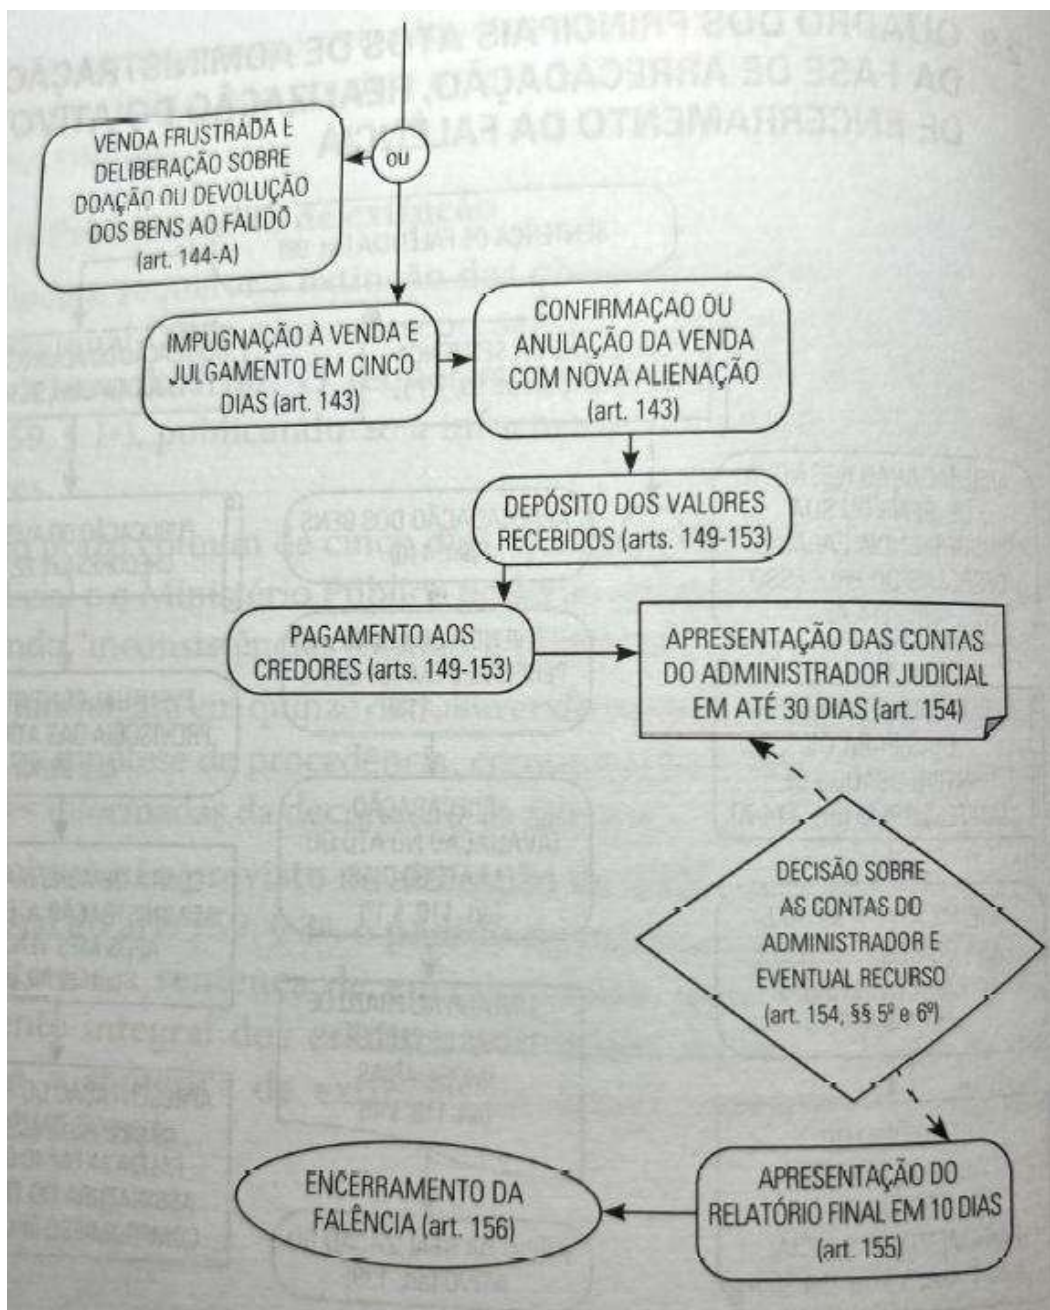 VENDA FRUSTRADA E
DELIBERAÇÃO SOBRE
DOAÇÃO OU DEVOLUÇÃO
DOS BENS AO FALIDO
(art. 144-A)
ou
IMPUGNAÇÃO À VENDA E
JULGAMENTO EM CINCO
DIAS (art. 143)
CONFIRMAÇÃO OU
ANULAÇÃO DA VENDA
COM NOVA ALIENAÇÃO
(art. 143)
DEPÓSITO DOS VALORES
RECEBIDOS (arts. 149-153)
PAGAMENTO AOS
CREDORES (arts. 149-153)
APRESENTAÇÃO DAS CONTAS
DO ADMINISTRADOR JUDICIAL
EM ATÉ 30 DIAS (art. 154)
DECISÃO SOBRE
AS CONTAS DO
ADMINISTRADOR E
EVENTUAL RECURSO
(art. 154, §§ 5º e 6º)
APRESENTAÇÃO DO
RELATÓRIO FINAL EM 10 DIAS
(art. 155)
ENCERRAMENTO DA
FALÊNCIA (art. 156)